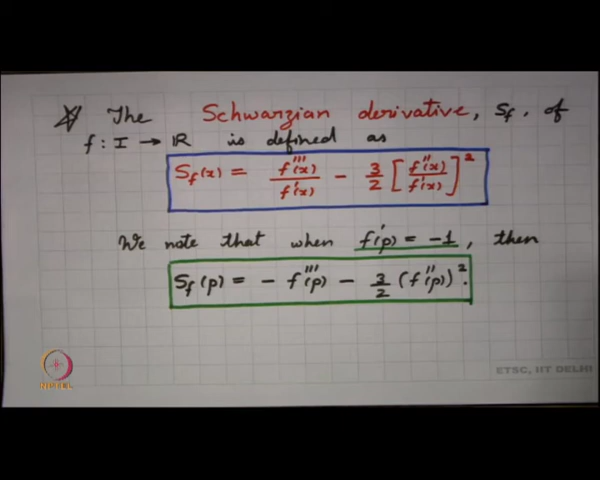 ☆ The Schwarzian derivative, Sf, of
f : I → ℝ is defined as
Sf(x) = f'''(x)/f'(x) - 3/2 [f''(x)/f'(x)]²
We note that when f'(p) = -1, then
Sf(p) = - f'''(p) - 3/2 (f''(p))².
NPTEL
ETSC, IIT DELHI